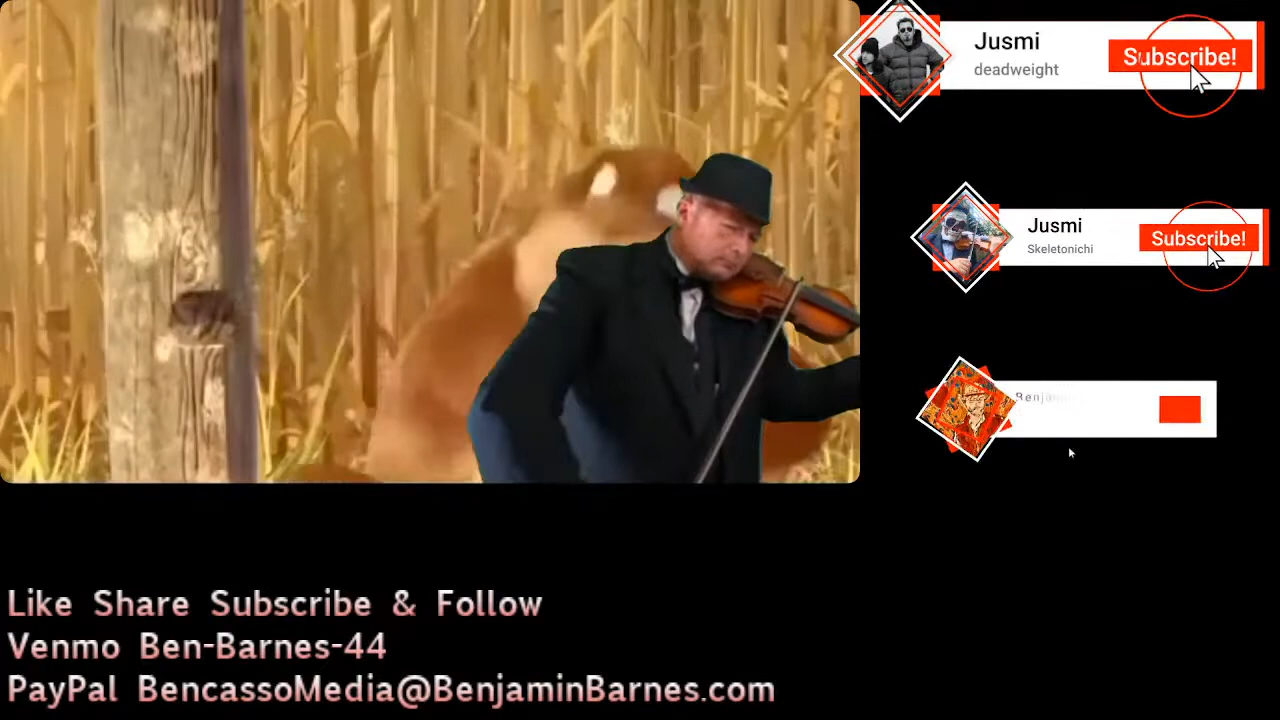 Jusmi
deadweight
Subscribe!
Jusmi
Skeletonichi
Subscribe!
Like Share Subscribe & Follow
Venmo Ben-Barnes-44
PayPal BencassoMedia@BenjaminBarnes.com